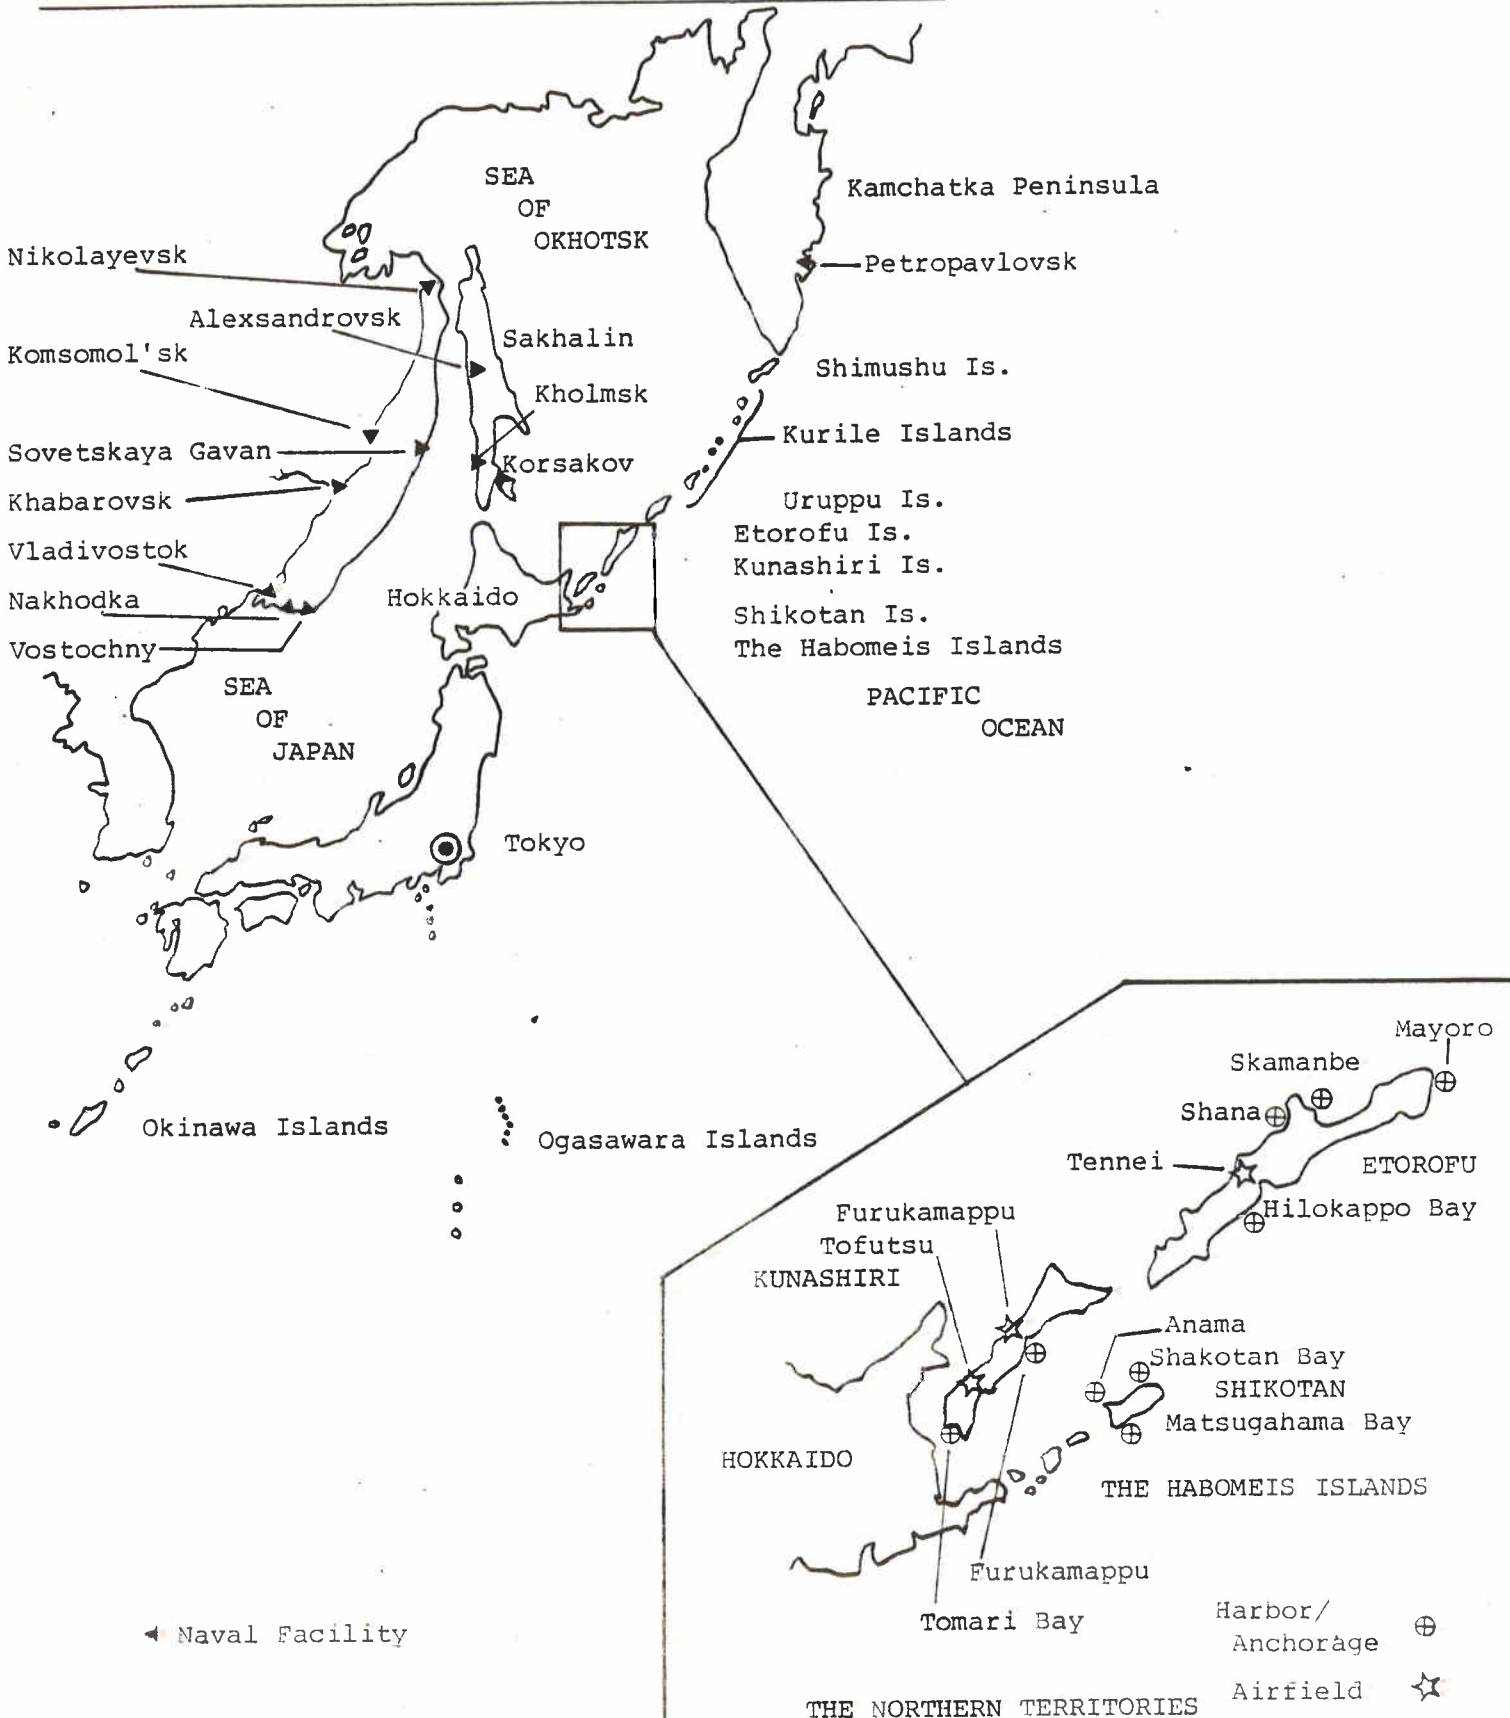 SEA
OF
OKHOTSK
Kamchatka Peninsula
Nikolayevsk
Petropavlovsk
Alexsandrovsk
Sakhalin
Komsomol'sk
Shimushu Is.
Kholmsk
Kurile Islands
Sovetskaya Gavan
Korsakov
Khabarovsk
Uruppu Is.
Etorofu Is.
Vladivostok
Kunashiri Is.
Nakhodka
Hokkaido
Shikotan Is.
Vostochny
The Habomeis Islands
SEA
OF
JAPAN
PACIFIC
OCEAN
Tokyo
Okinawa Islands
Ogasawara Islands
Mayoro
Skamanbe
Shana
Tennei
ETOROFU
Hilokappo Bay
Furukamappu
Tofutsu
KUNASHIRI
Anama
Shakotan Bay
SHIKOTAN
Matsugahama Bay
HOKKAIDO
THE HABOMEIS ISLANDS
Furukamappu
Tomari Bay
Naval Facility
Harbor/
Anchorage
Airfield
THE NORTHERN TERRITORIES